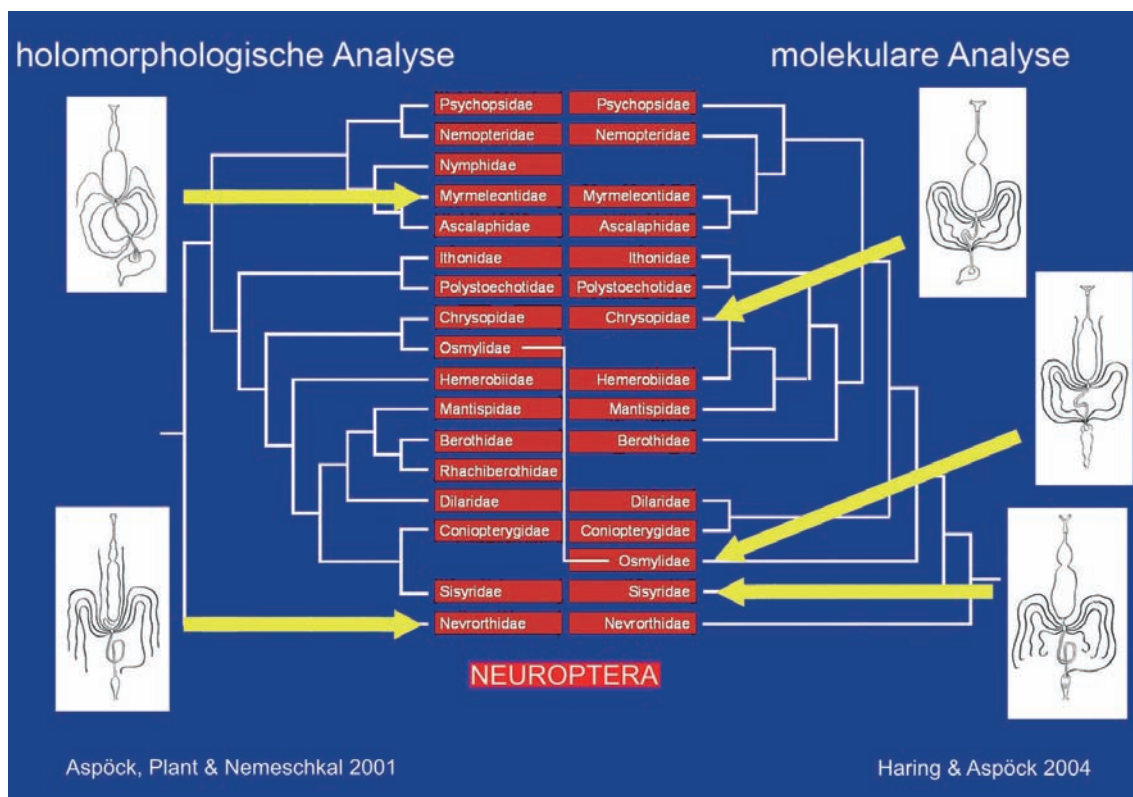 holomorphologische Analyse
molekulare Analyse
Psychopsidae Psychopsidae
Nemopteridae Nemopteridae
Nymphidae
Myrmeleontidae Myrmeleontidae
Ascalaphidae Ascalaphidae
Ithonidae Ithonidae
Polystoechotidae Polystoechotidae
Chrysopidae Chrysopidae
Osmylidae
Hemerobiidae Hemerobiidae
Mantispidae Mantispidae
Berothidae Berothidae
Rhachiberothidae
Dilaridae Dilaridae
Coniopterygidae Coniopterygidae
Osmylidae
Sisyridae Sisyridae
Nevrorthidae Nevrorthidae
NEUROPTERA
Aspöck, Plant & Nemeschkal 2001
Haring & Aspöck 2004